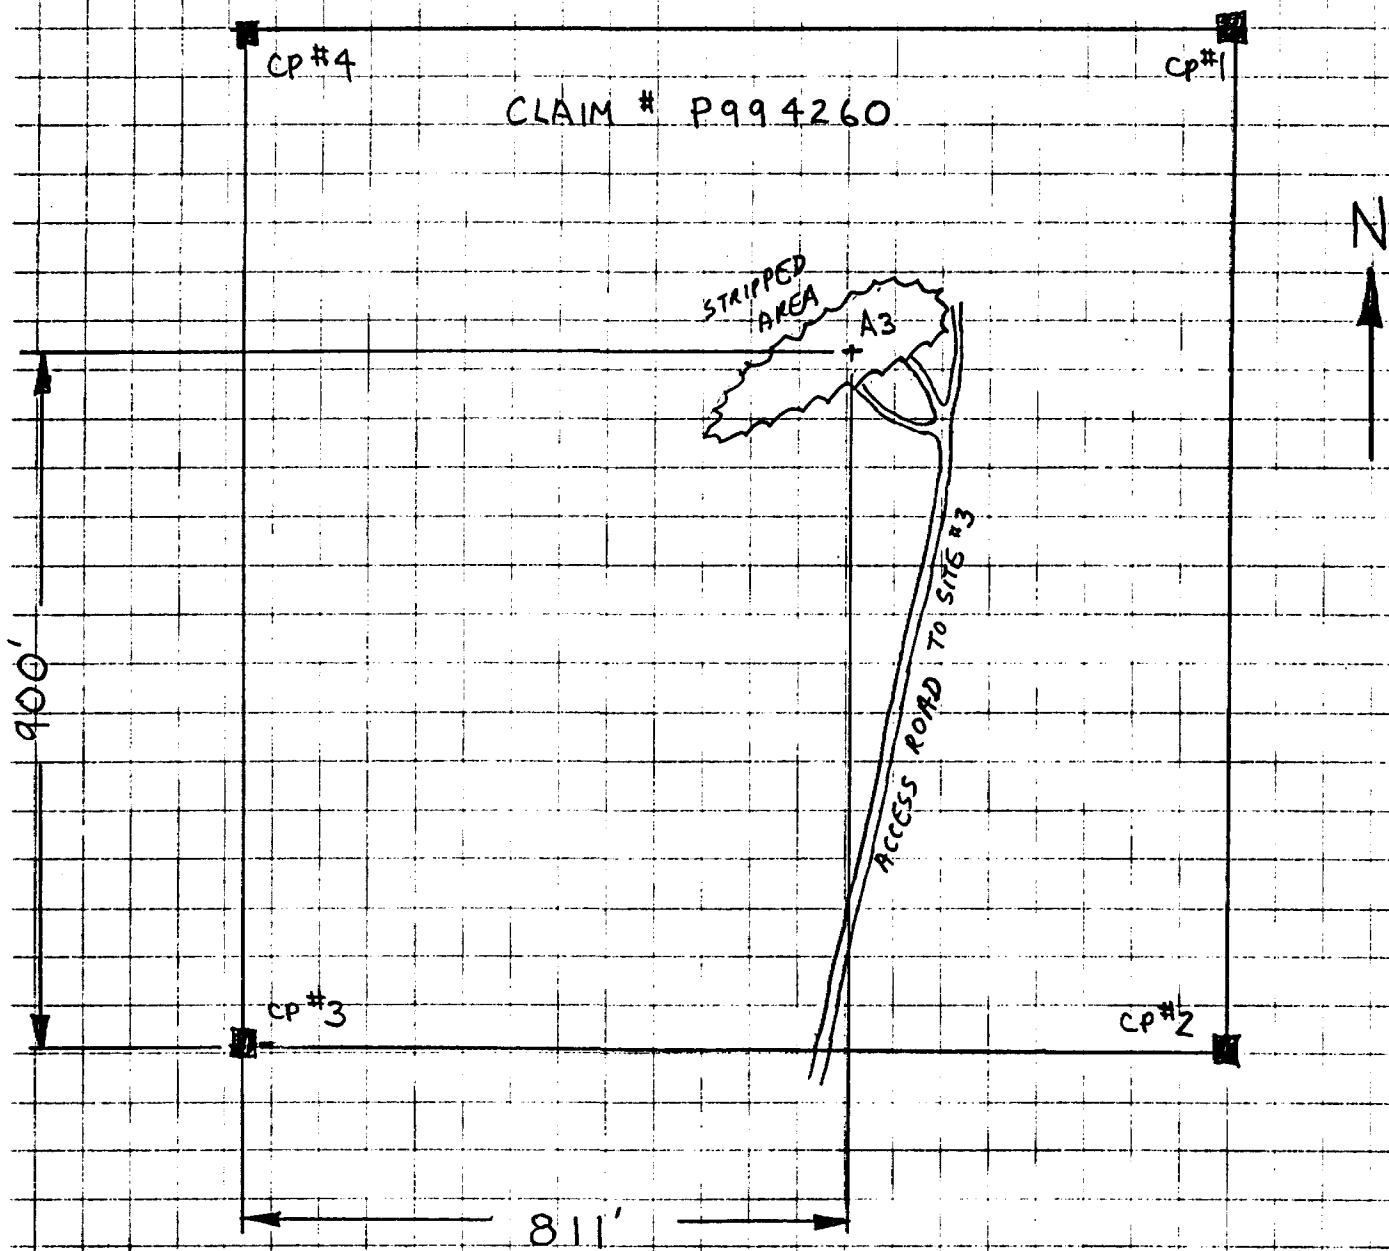 CP #4
CP #1
CLAIM # P994260
N
STRIPPED
AREA
A3
ACCESS ROAD TO SITE #3
900'
CP #3
CP #2
811'